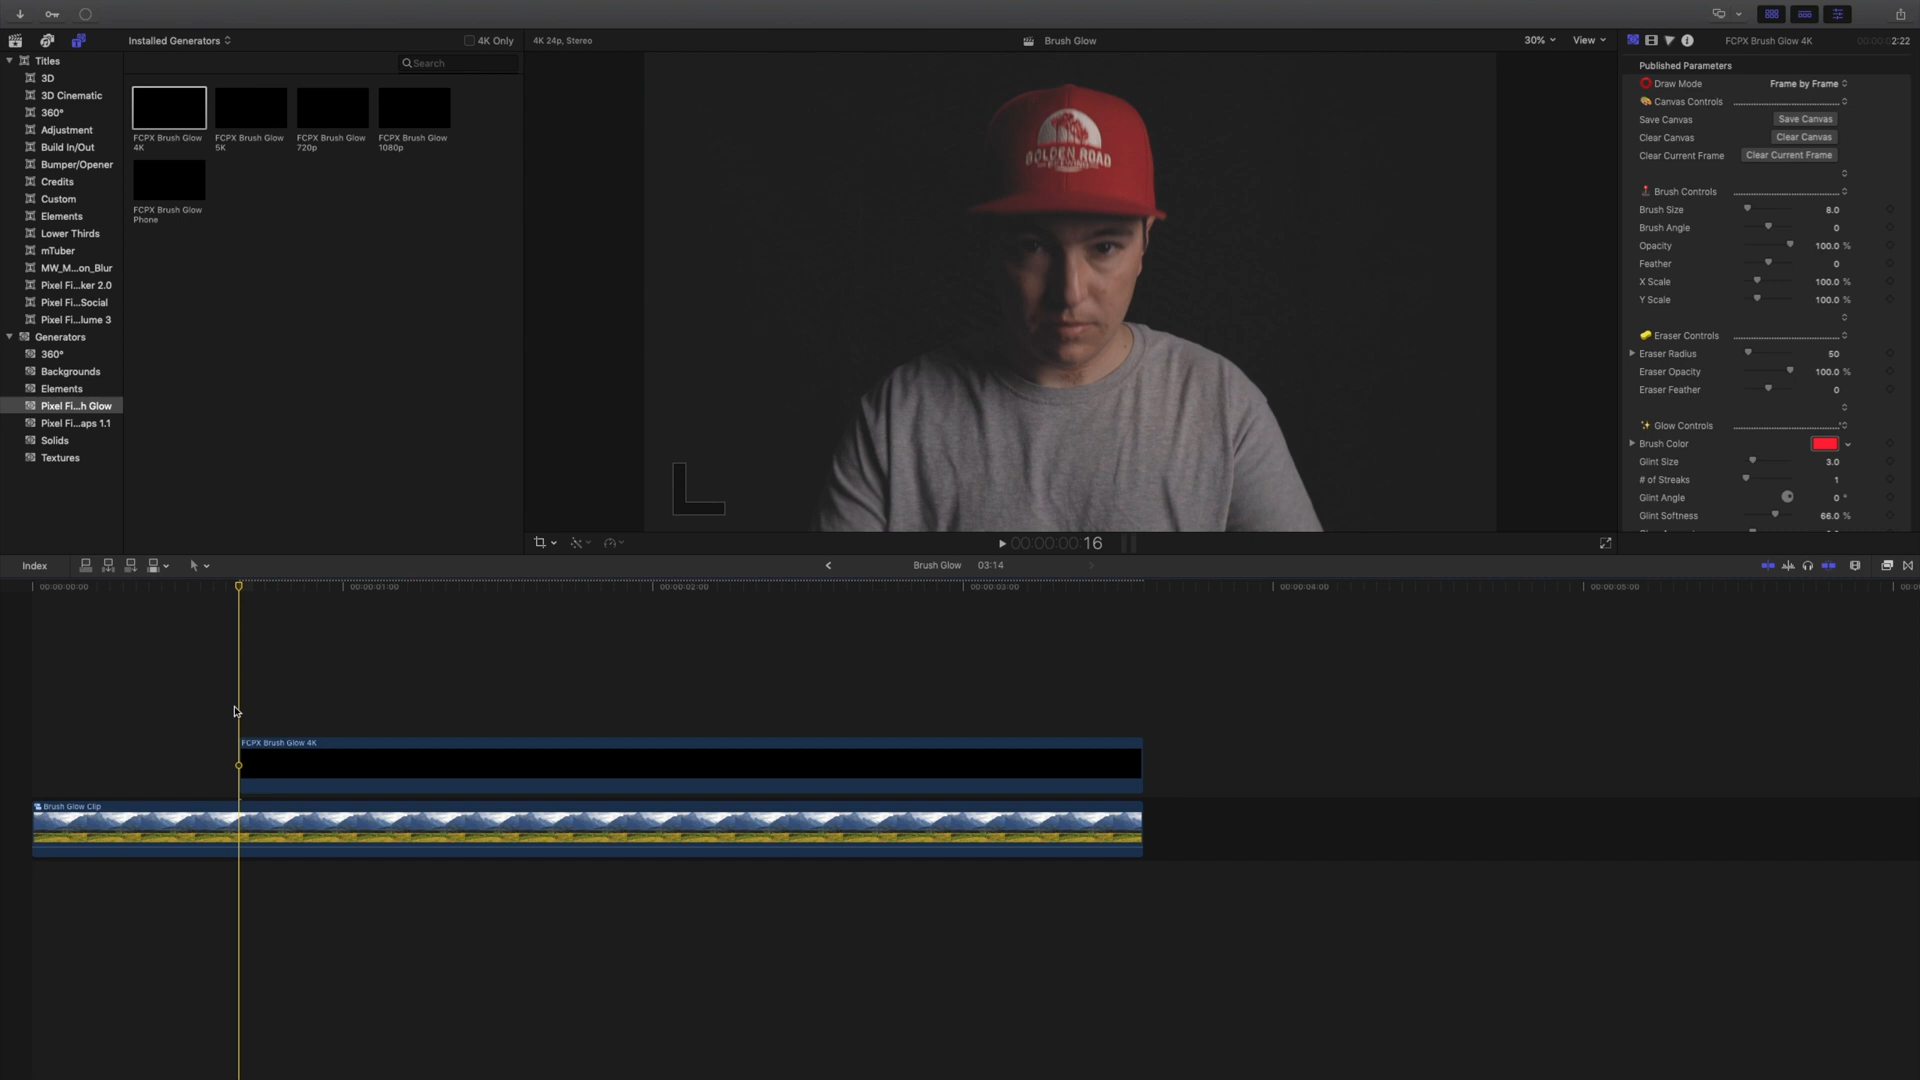 Installed Generators
4K Only
4K 24p, Stereo
Brush Glow
30%
View
FCPX Brush Glow 4K
00:00:02:22
Search
Titles
3D
3D Cinematic
360°
Adjustment
Build In/Out
Bumper/Opener
Credits
Custom
Elements
Lower Thirds
mTuber
MW_M...on_Blur
Pixel Fi...ker 2.0
Pixel Fi...Social
Pixel Fi...lume 3
Generators
360°
Backgrounds
Elements
Pixel Fi...h Glow
Pixel Fi...aps 1.1
Solids
Textures
FCPX Brush Glow 4K
FCPX Brush Glow 5K
FCPX Brush Glow 720p
FCPX Brush Glow 1080p
FCPX Brush Glow Phone
GOLDEN ROAD
BREWING
Published Parameters
Draw Mode Frame by Frame
Canvas Controls
Save Canvas Save Canvas
Clear Canvas Clear Canvas
Clear Current Frame Clear Current Frame
Brush Controls
Brush Size 8.0
Brush Angle 0
Opacity 100.0 %
Feather 0
X Scale 100.0 %
Y Scale 100.0 %
Eraser Controls
Eraser Radius 50
Eraser Opacity 100.0 %
Eraser Feather 0
Glow Controls
Brush Color
Glint Size 3.0
# of Streaks 1
Glint Angle 0 °
Glint Softness 66.0 %
00:00:00:16
Index
Brush Glow 03:14
00:00:00:00
00:00:01:00
00:00:02:00
00:00:03:00
00:00:04:00
00:00:05:00
FCPX Brush Glow 4K
Brush Glow Clip